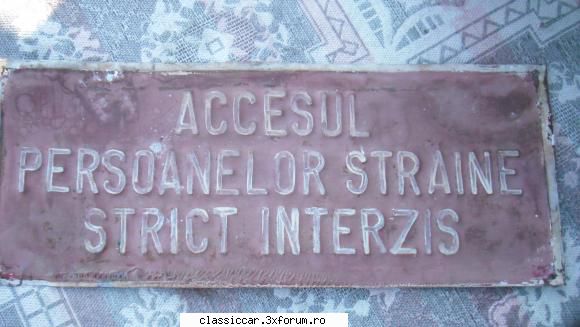 ACCESUL
PERSOANELOR STRAINE
STRICT INTERZIS
classiccar.3xforum.ro